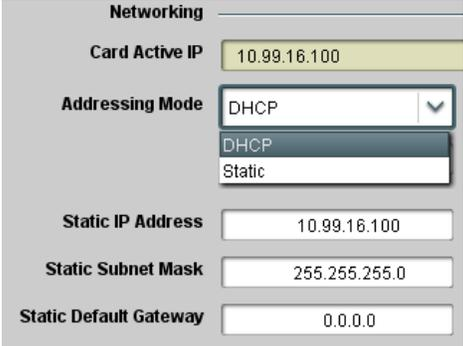 Networking
Card Active IP 10.99.16.100
Addressing Mode DHCP
DHCP
Static
Static IP Address 10.99.16.100
Static Subnet Mask 255.255.255.0
Static Default Gateway 0.0.0.0